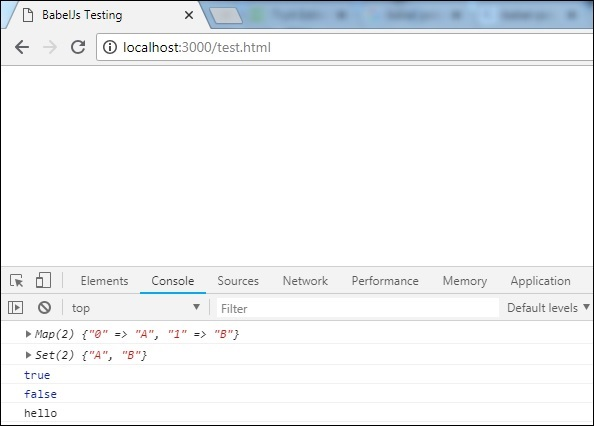 BabelJs Testing
localhost:3000/test.html
Elements Console Sources Network Performance Memory Application
top Filter Default levels
Map(2) {"0" => "A", "1" => "B"}
Set(2) {"A", "B"}
true
false
hello